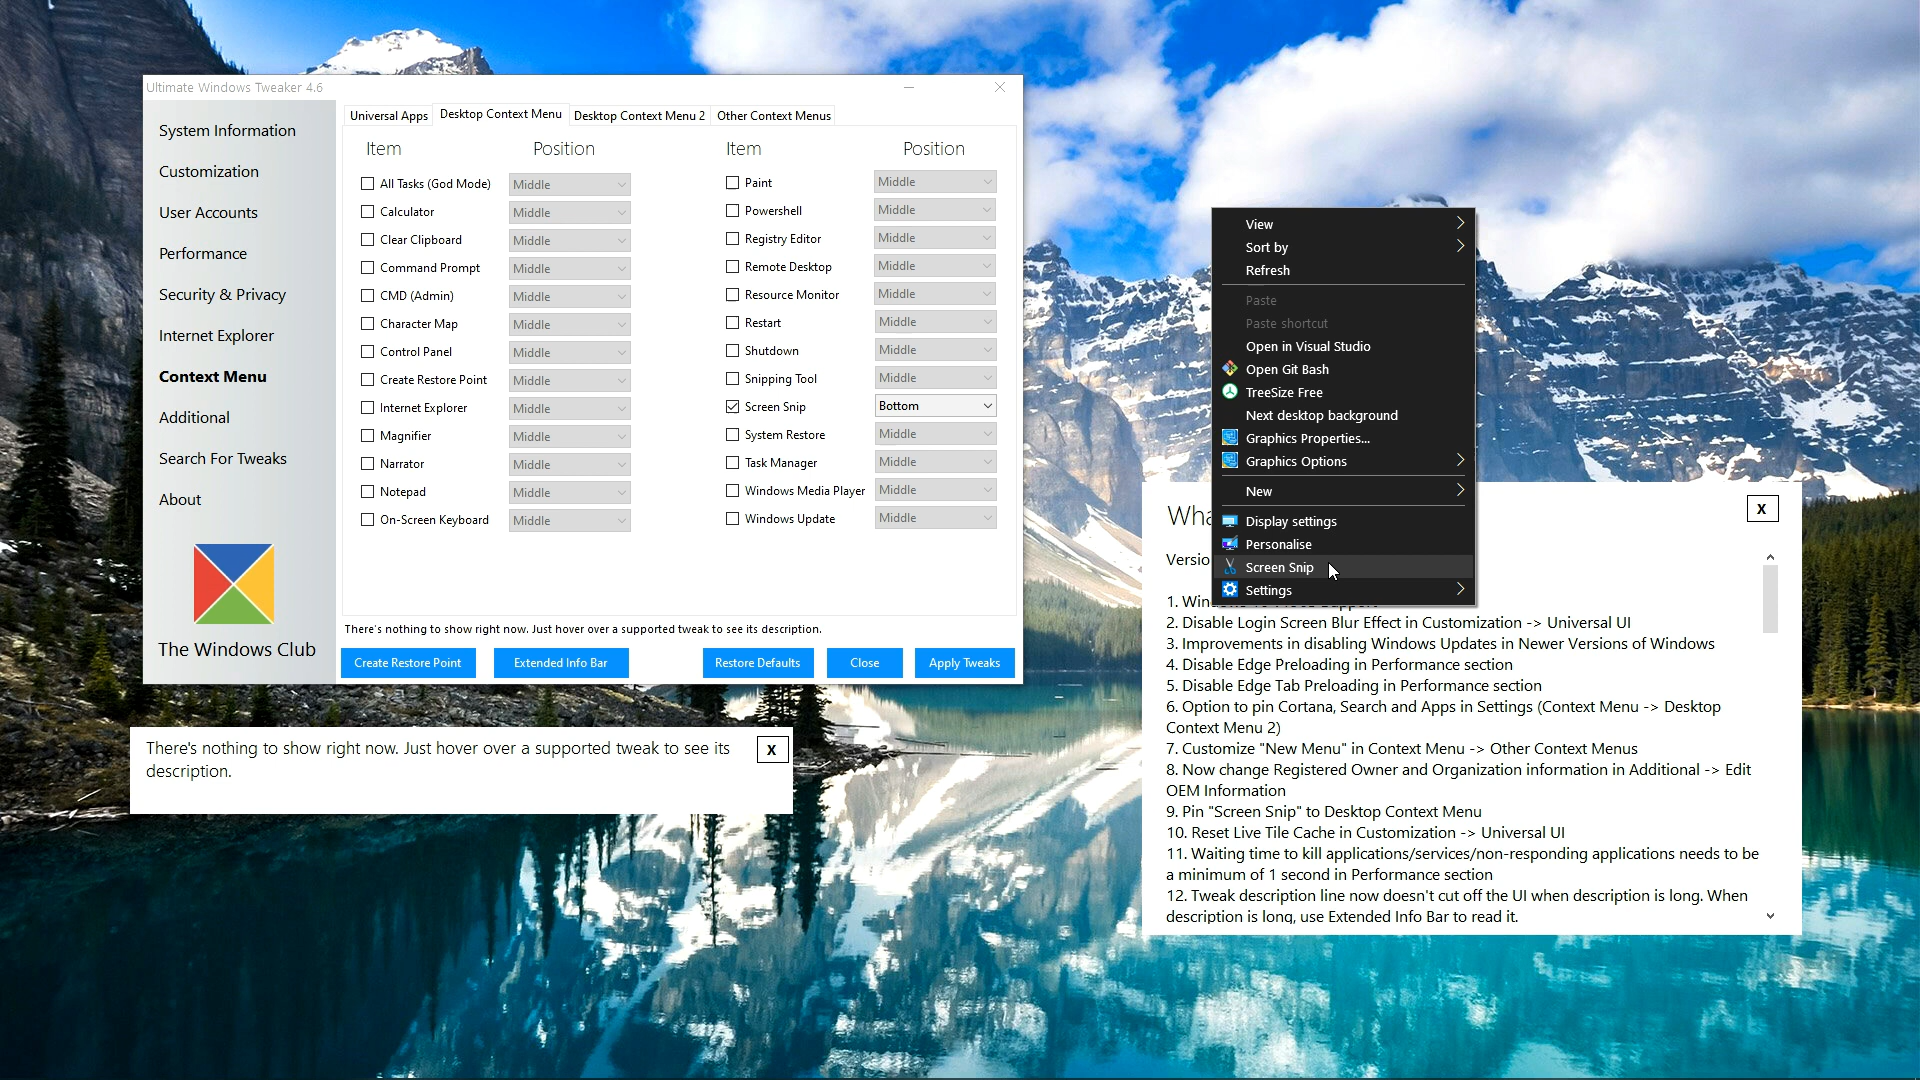 Ultimate Windows Tweaker 4.6
System Information
Customization
User Accounts
Performance
Security & Privacy
Internet Explorer
Context Menu
Additional
Search For Tweaks
About
The Windows Club
Universal Apps
Desktop Context Menu
Desktop Context Menu 2
Other Context Menus
Item Position
All Tasks (God Mode) Middle
Calculator Middle
Clear Clipboard Middle
Command Prompt Middle
CMD (Admin) Middle
Character Map Middle
Control Panel Middle
Create Restore Point Middle
Internet Explorer Middle
Magnifier Middle
Narrator Middle
Notepad Middle
On-Screen Keyboard Middle
Item Position
Paint Middle
Powershell Middle
Registry Editor Middle
Remote Desktop Middle
Resource Monitor Middle
Restart Middle
Shutdown Middle
Snipping Tool Middle
Screen Snip Bottom
System Restore Middle
Task Manager Middle
Windows Media Player Middle
Windows Update Middle
There's nothing to show right now. Just hover over a supported tweak to see its description.
Create Restore Point
Extended Info Bar
Restore Defaults
Close
Apply Tweaks
There's nothing to show right now. Just hover over a supported tweak to see its
description.
X
View
Sort by
Refresh
Paste
Paste shortcut
Open in Visual Studio
Open Git Bash
TreeSize Free
Next desktop background
Graphics Properties...
Graphics Options
New
Display settings
Personalise
Screen Snip
Settings
X
2. Disable Login Screen Blur Effect in Customization -> Universal UI
3. Improvements in disabling Windows Updates in Newer Versions of Windows
4. Disable Edge Preloading in Performance section
5. Disable Edge Tab Preloading in Performance section
6. Option to pin Cortana, Search and Apps in Settings (Context Menu -> Desktop
Context Menu 2)
7. Customize "New Menu" in Context Menu -> Other Context Menus
8. Now change Registered Owner and Organization information in Additional -> Edit
OEM Information
9. Pin "Screen Snip" to Desktop Context Menu
10. Reset Live Tile Cache in Customization -> Universal UI
11. Waiting time to kill applications/services/non-responding applications needs to be
a minimum of 1 second in Performance section
12. Tweak description line now doesn't cut off the UI when description is long. When
description is long, use Extended Info Bar to read it.